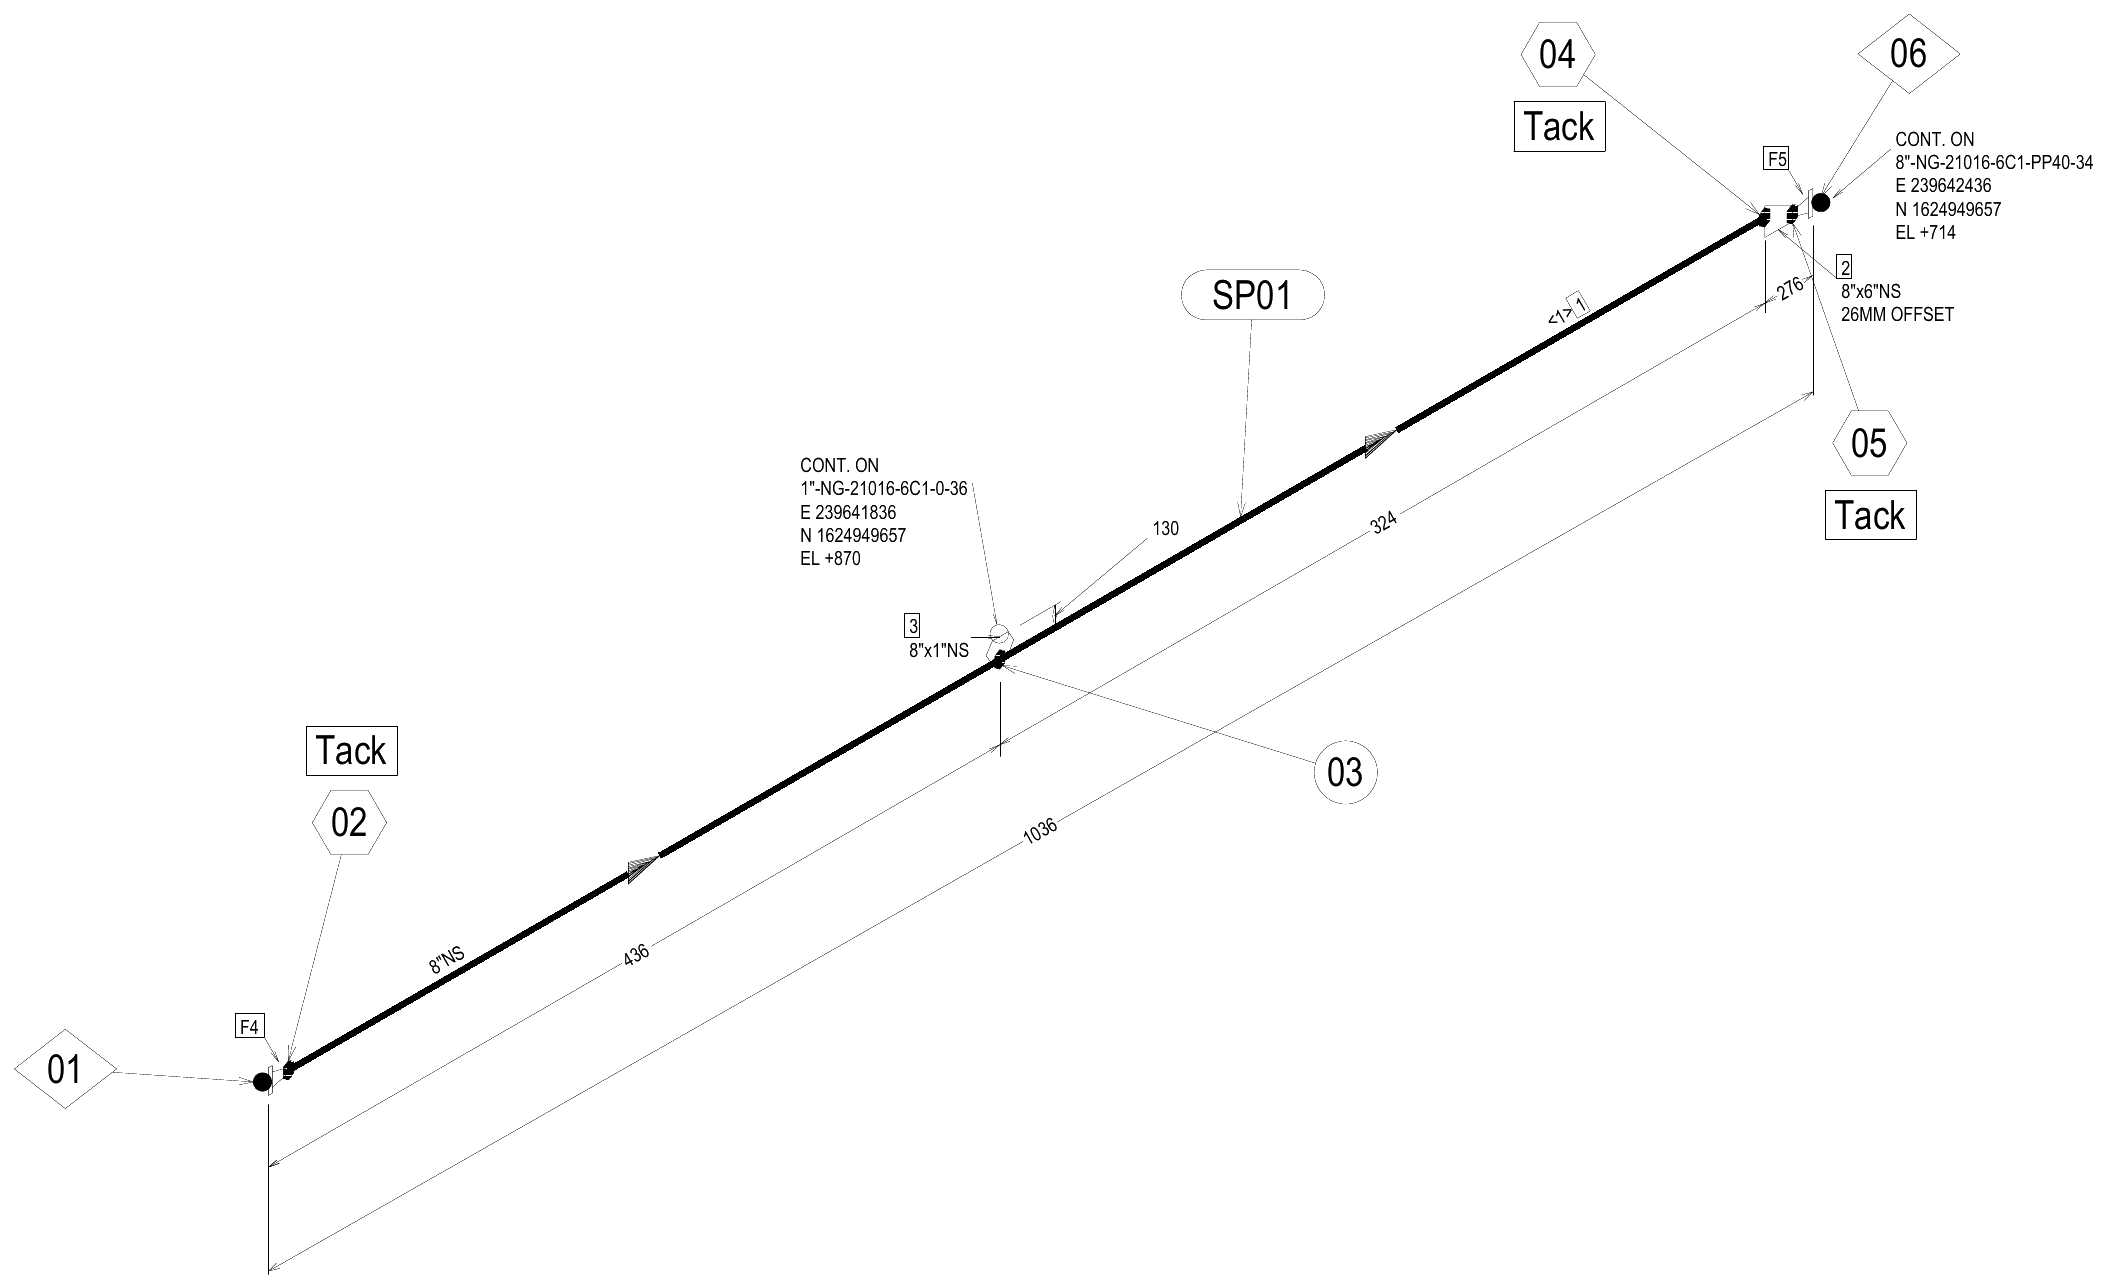 04
06
Tack
CONT. ON
8"-NG-21016-6C1-PP40-34
E 239642436
N 1624949657
EL +714
F5
2
8"x6"NS
26MM OFFSET
276
SP01
<1> 1
05
Tack
CONT. ON
1"-NG-21016-6C1-0-36
E 239641836
N 1624949657
EL +870
130
324
3
8"x1"NS
03
Tack
02
1036
8"NS
436
F4
01